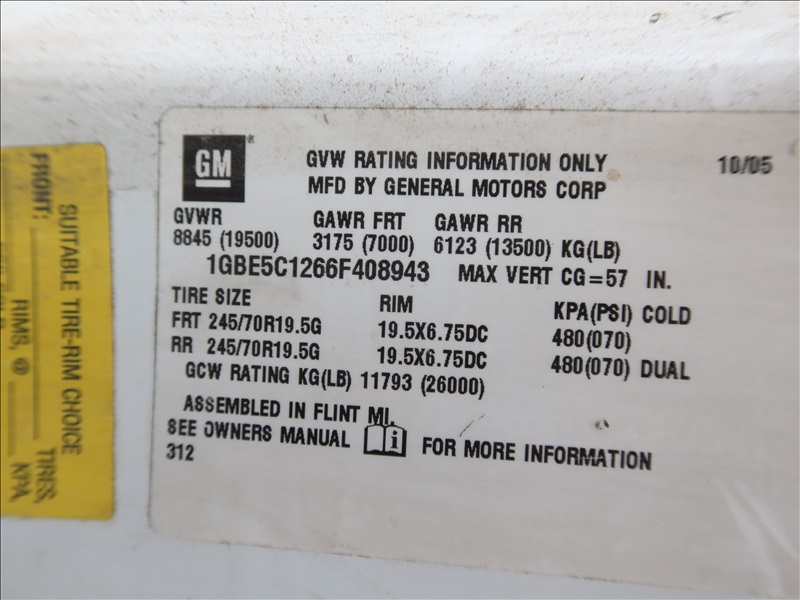 GM
GVW RATING INFORMATION ONLY 10/05
MFD BY GENERAL MOTORS CORP
GVWR GAWR FRT GAWR RR
8845 (19500) 3175 (7000) 6123 (13500) KG(LB)
1GBE5C1266F408943 MAX VERT CG=57 IN.
TIRE SIZE RIM KPA(PSI) COLD
FRT 245/70R19.5G 19.5X6.75DC 480(070)
RR 245/70R19.5G 19.5X6.75DC 480(070) DUAL
GCW RATING KG(LB) 11793 (26000)
ASSEMBLED IN FLINT MI.
SEE OWNERS MANUAL i FOR MORE INFORMATION
312
SUITABLE TIRE-RIM CHOICE
FRONT: TIRES,
RIMS, @ KPA